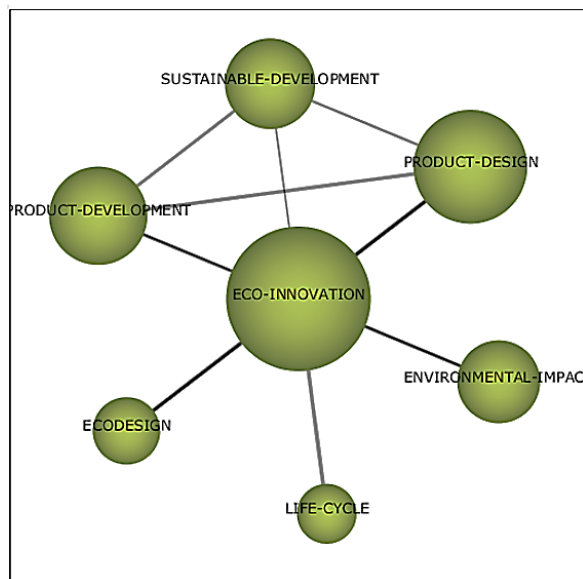 SUSTAINABLE-DEVELOPMENT
PRODUCT-DESIGN
PRODUCT-DEVELOPMENT
ECO-INNOVATION
ENVIRONMENTAL-IMPAC
ECODESIGN
LIFE-CYCLE